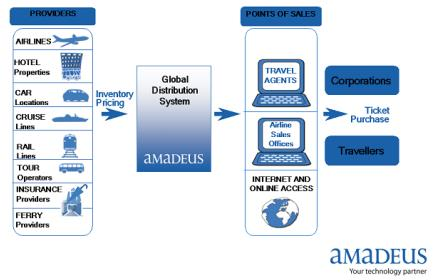 PROVIDERS
AIRLINES
HOTEL
Properties
CAR
Locations
CRUISE
Lines
RAIL
Lines
TOUR
Operators
INSURANCE
Providers
FERRY
Providers
Inventory
Pricing
Global
Distribution
System
amadeus
POINTS OF SALES
TRAVEL
AGENTS
Airline
Sales
Offices
INTERNET AND
ONLINE ACCESS
Corporations
Ticket
Purchase
Travellers
amadeus
Your technology partner